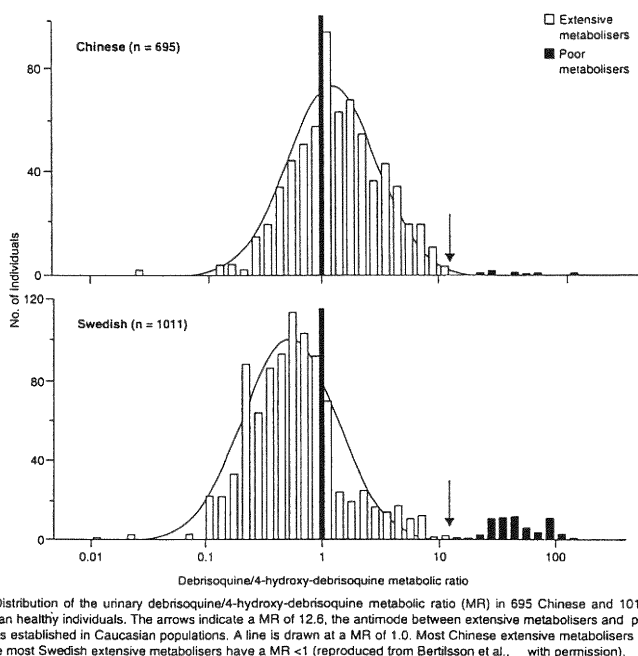 Extensive
metabolisers
Poor
metabolisers
Chinese (n = 695)
80
40
0
No. of individuals
120
Swedish (n = 1011)
80
40
0
0.01 0.1 1 10 100
Debrisoquine/4-hydroxy-debrisoquine metabolic ratio
Distribution of the urinary debrisoquine/4-hydroxy-debrisoquine metabolic ratio (MR) in 695 Chinese and 101
an healthy individuals. The arrows indicate a MR of 12.6, the antimode between extensive metabolisers and p
s established in Caucasian populations. A line is drawn at a MR of 1.0. Most Chinese extensive metabolisers
e most Swedish extensive metabolisers have a MR <1 (reproduced from Bertilsson et al., with permission).